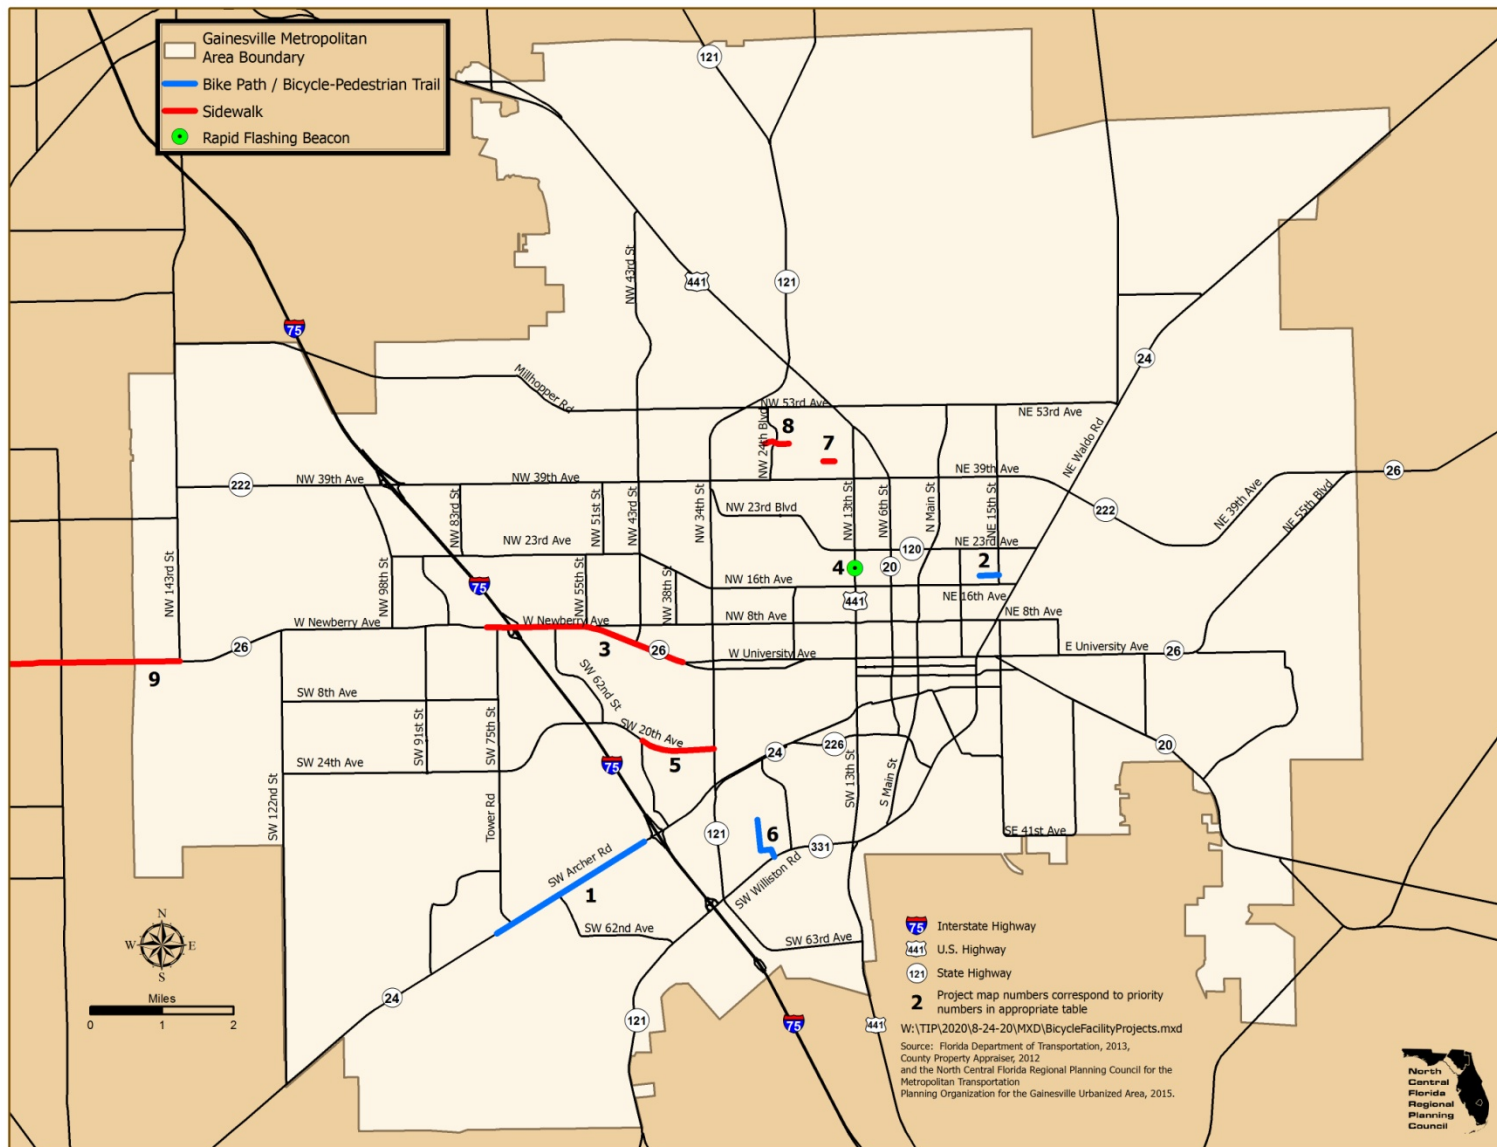 Gainesville Metropolitan
Area Boundary
Bike Path / Bicycle-Pedestrian Trail
Sidewalk
Rapid Flashing Beacon
121
441
121
75
NW 43rd St
24
Millhopper Rd
NW 53rd Ave
NE 53rd Ave
NW 24th Blvd
8
7
NE Waldo Rd
26
222
NW 39th Ave
NW 39th Ave
NE 39th Ave
NW 83rd St
NW 51st St
NW 43rd St
NW 34th St
NW 23rd Blvd
NW 13th St
NW 6th St
N Main St
NE 15th St
222
NE 39th Ave
NE 55th Blvd
NW 23rd Ave
120
NE 23rd Ave
NW 143rd St
NW 98th St
75
NW 55th St
NW 38th St
NW 16th Ave
4
20
2
441
NE 16th Ave
W Newberry Ave
W Newberry Ave
NW 8th Ave
NE 8th Ave
26
3
26
W University Ave
E University Ave
26
9
SW 62nd St
SW 8th Ave
SW 91st St
SW 75th St
SW 20th Ave
5
24
226
20
SW 24th Ave
75
SW 13th St
S Main St
SW 122nd St
Tower Rd
121
6
331
SE 41st Ave
SW Archer Rd
SW Williston Rd
1
SW 62nd Ave
SW 63rd Ave
24
121
75
441
N
W
E
S
Miles
0
1
2
75
Interstate Highway
441
U.S. Highway
121
State Highway
2
Project map numbers correspond to priority
numbers in appropriate table
W:\TIP\2020\8-24-20\MXD\BicycleFacilityProjects.mxd
Source: Florida Department of Transportation, 2013,
County Property Appraiser, 2012
and the North Central Florida Regional Planning Council for the
Metropolitan Transportation
Planning Organization for the Gainesville Urbanized Area, 2015.
North
Central
Florida
Regional
Planning
Council